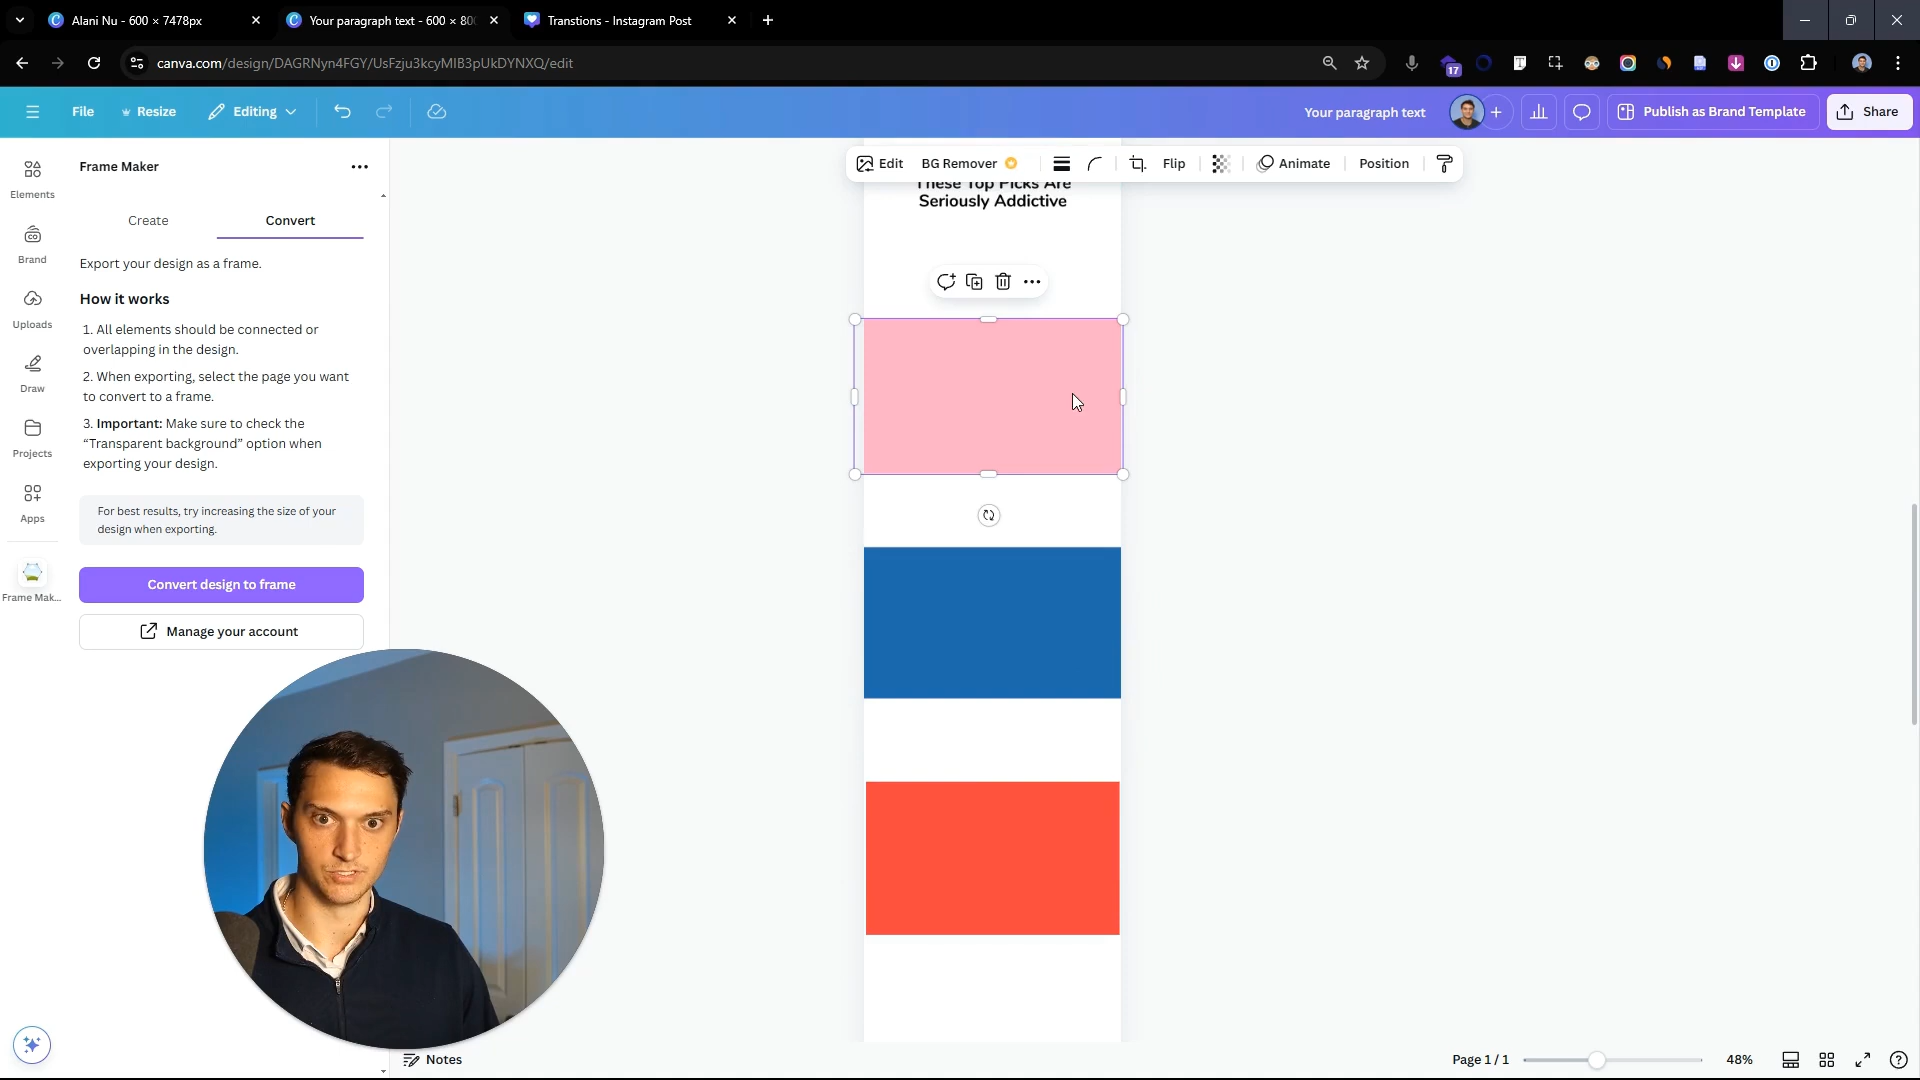 Alani Nu - 600 × 7478px
Your paragraph text - 600 × 80
Transtions - Instagram Post
canva.com/design/DAGRNyn4FGY/UsFzju3kcyMIB3pUkDYNXQ/edit
17
File
Resize
Editing
Your paragraph text
Publish as Brand Template
Share
Elements
Brand
Uploads
Draw
Projects
Apps
Frame Mak...
Frame Maker
Create
Convert
Export your design as a frame.
How it works
1. All elements should be connected or
overlapping in the design.
2. When exporting, select the page you want
to convert to a frame.
3. Important: Make sure to check the
“Transparent background” option when
exporting your design.
For best results, try increasing the size of your
design when exporting.
Convert design to frame
Manage your account
Edit
BG Remover
Flip
Animate
Position
These Top Picks Are
Seriously Addictive
Notes
Page 1 / 1
48%